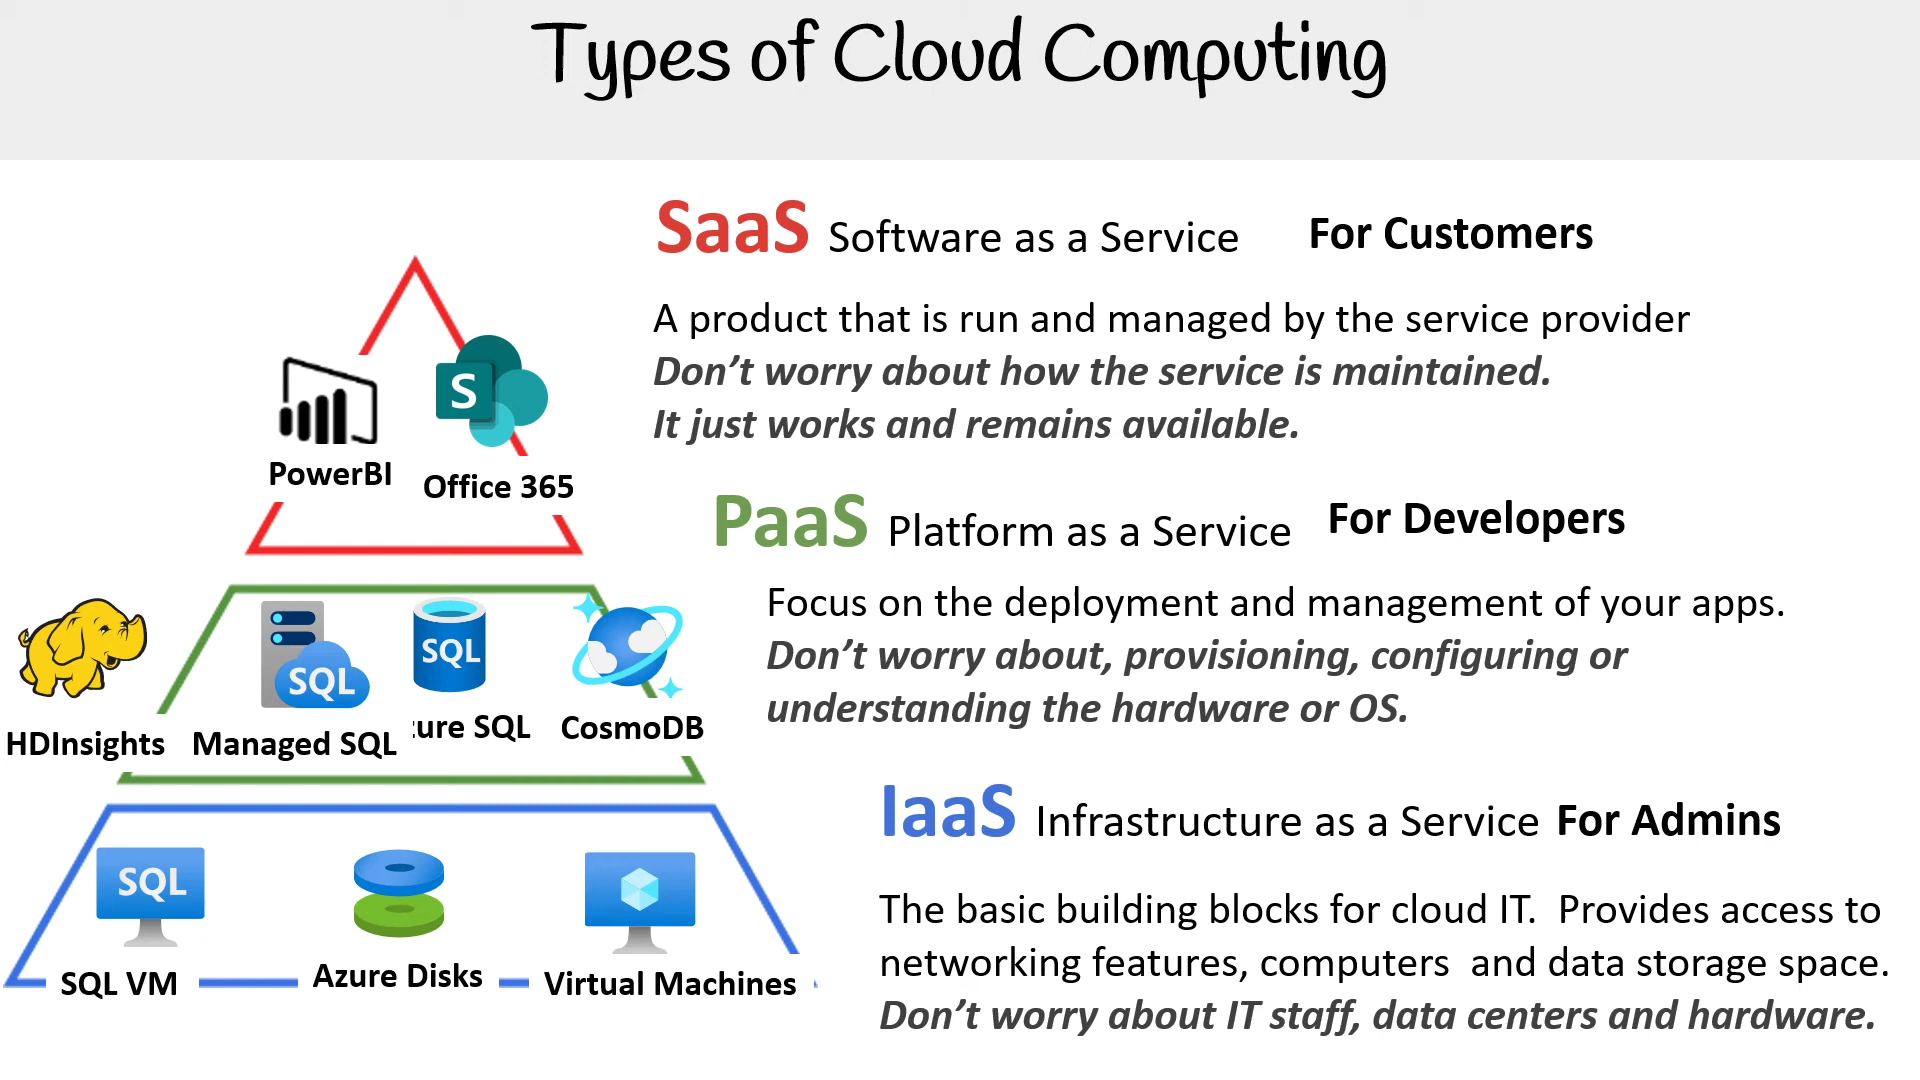 Types of Cloud Computing
SaaS Software as a Service For Customers
A product that is run and managed by the service provider
Don't worry about how the service is maintained.
It just works and remains available.
S
PowerBI
Office 365
PaaS Platform as a Service For Developers
Focus on the deployment and management of your apps.
Don't worry about, provisioning, configuring or
understanding the hardware or OS.
SQL
SQL
HDInsights
Managed SQL
ure SQL
CosmoDB
IaaS Infrastructure as a Service For Admins
The basic building blocks for cloud IT. Provides access to
networking features, computers and data storage space.
Don't worry about IT staff, data centers and hardware.
SQL
SQL VM
Azure Disks
Virtual Machines